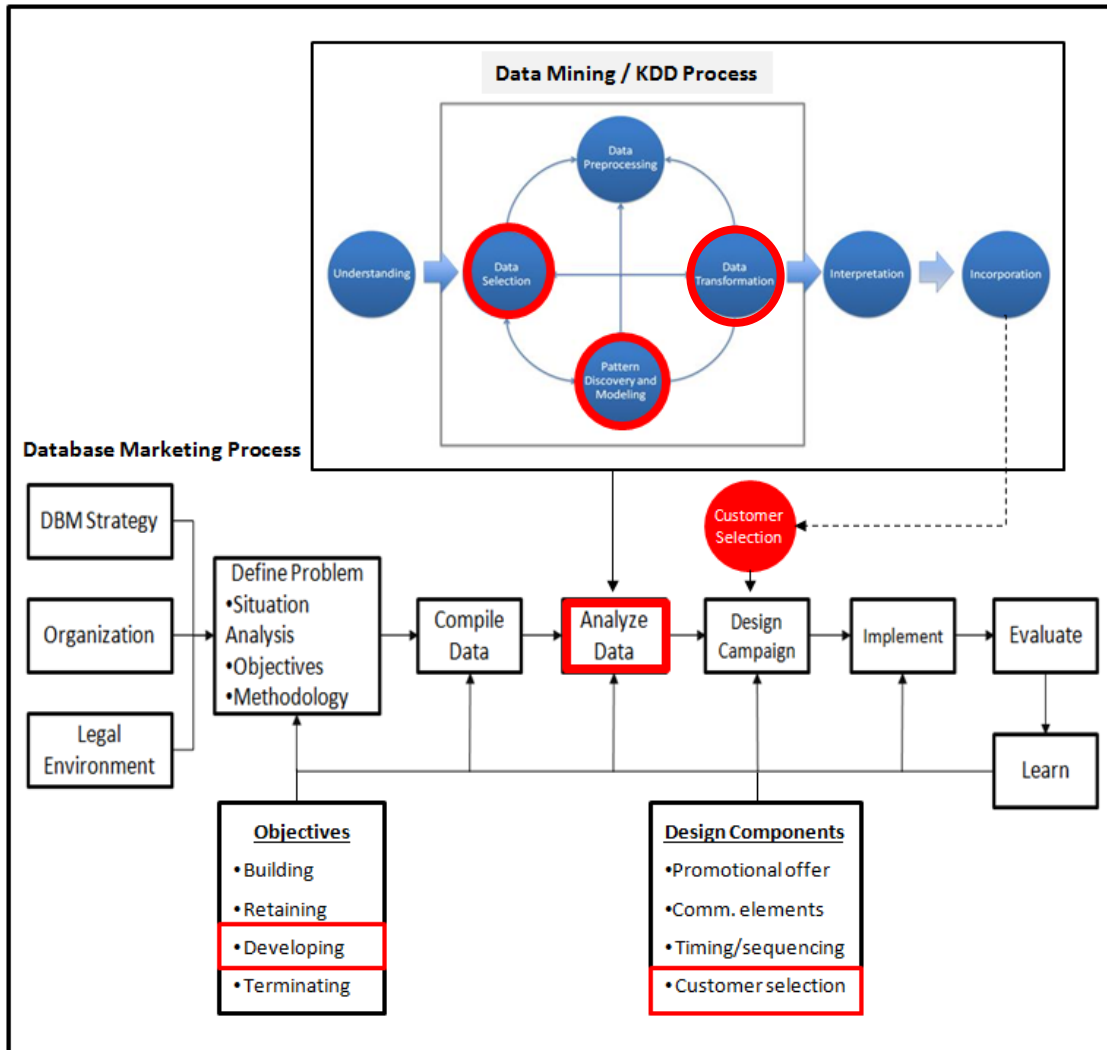 Data Mining / KDD Process
Data
Preprocessing
Understanding
Data
Selection
Data
Transformation
Interpretation
Incorporation
Pattern
Discovery and
Modeling
Database Marketing Process
Customer
Selection
DBM Strategy
Organization
Legal
Environment
Define Problem
•Situation
Analysis
•Objectives
•Methodology
Compile
Data
Analyze
Data
Design
Campaign
Implement
Evaluate
Learn
Objectives
•Building
•Retaining
•Developing
•Terminating
Design Components
•Promotional offer
•Comm. elements
•Timing/sequencing
•Customer selection